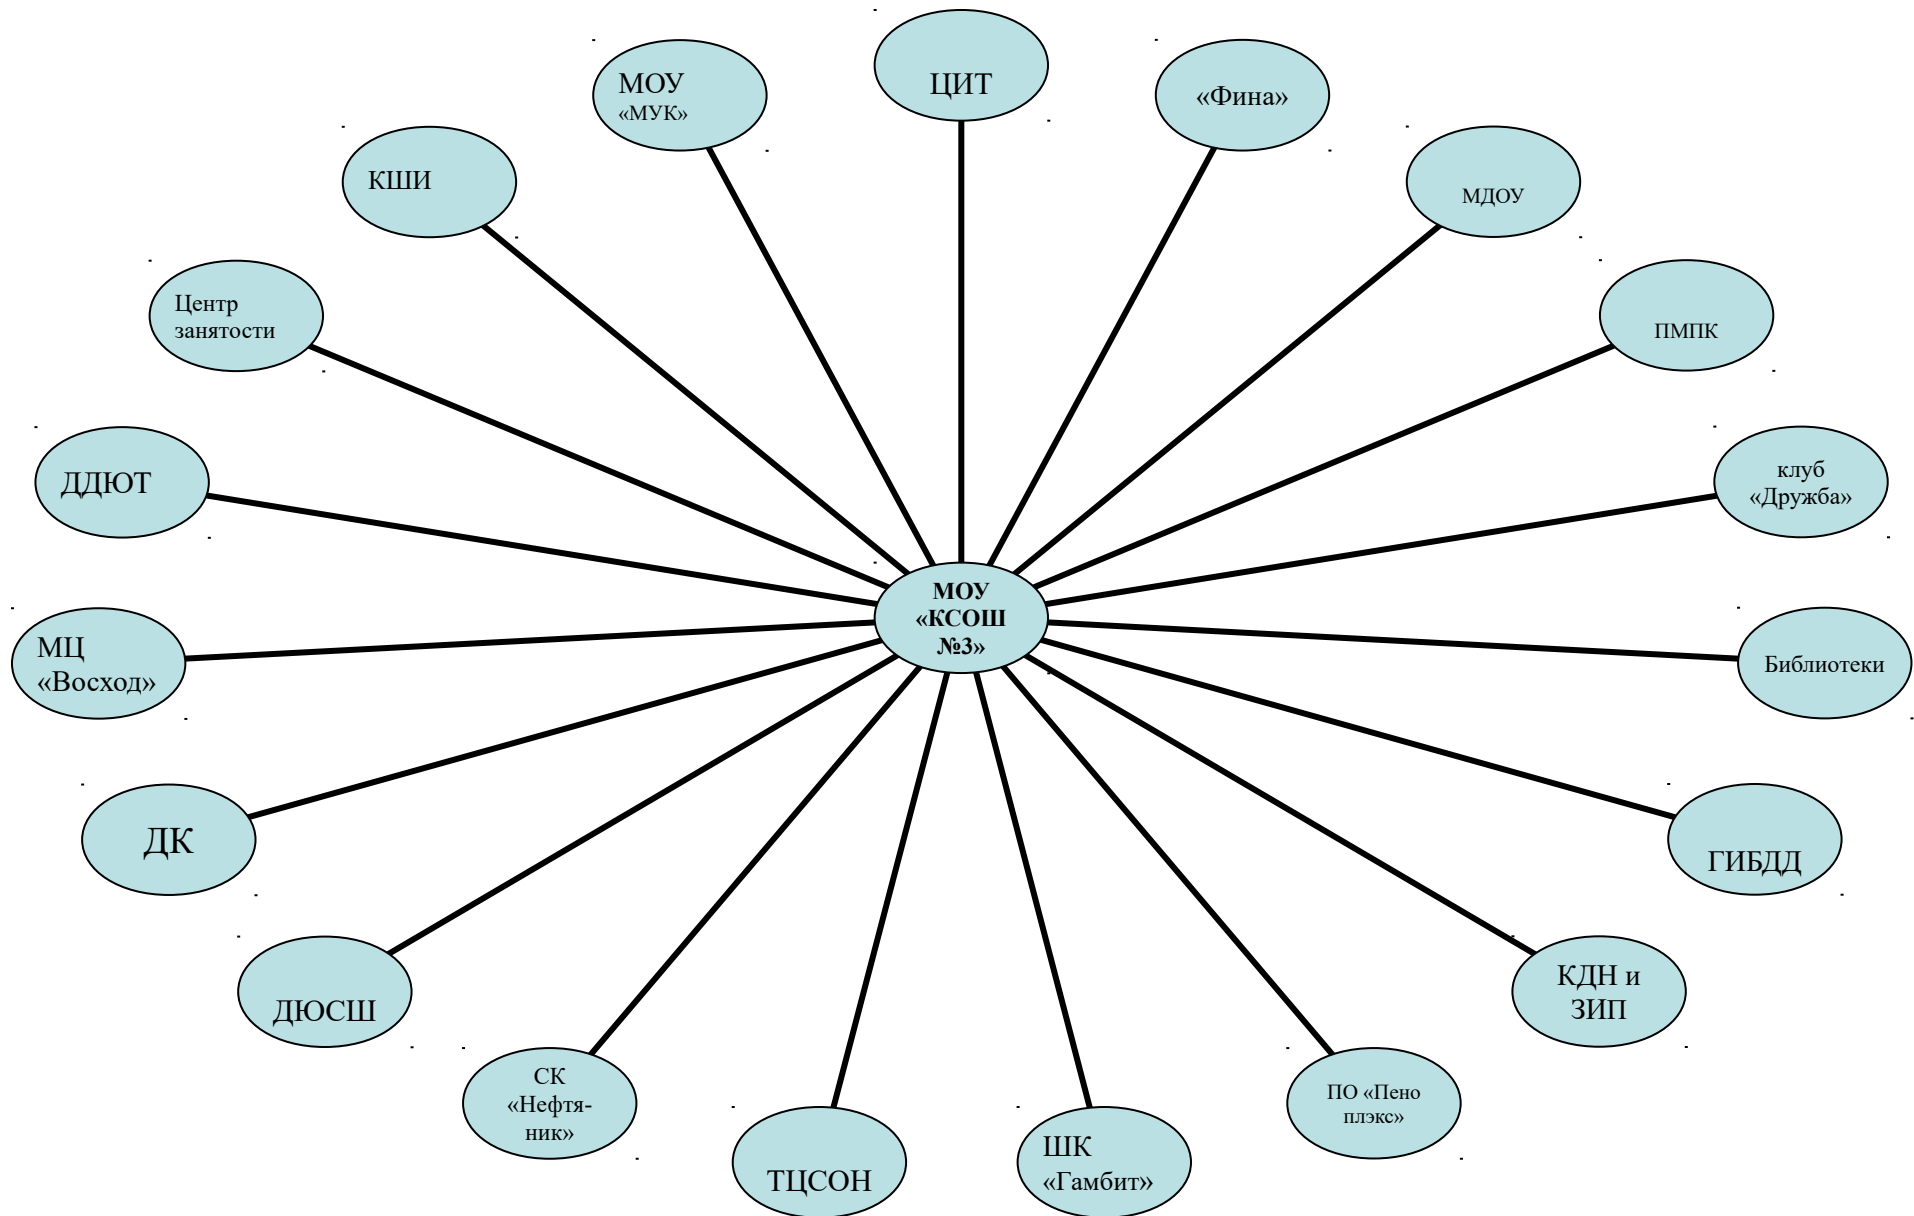 ЦИТ
«Фина»
МОУ
«МУК»
КШИ
МДОУ
Центр
занятости
ПМПК
ДДЮТ
клуб
«Дружба»
МОУ
«КСОШ
№3»
МЦ
«Восход»
Библиотеки
ДК
ГИБДД
ДЮСШ
КДН и
ЗИП
СК
«Нефтя-
ник»
ПО «Пено
плэкс»
ТЦСОН
ШК
«Гамбит»